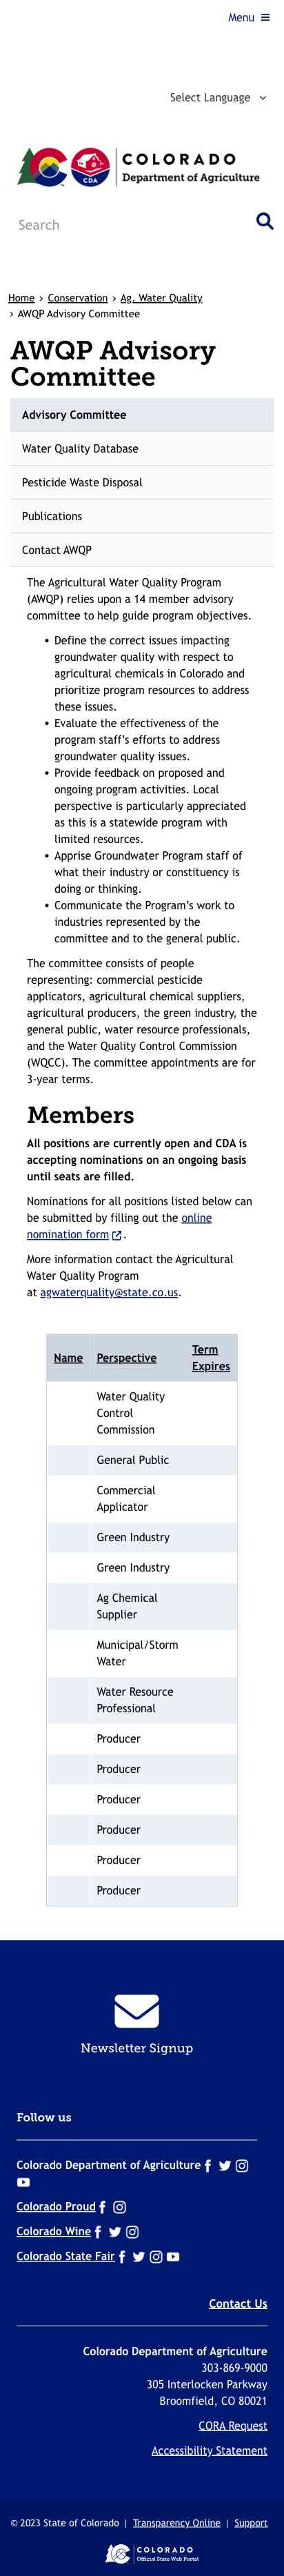 Menu ≡
Select Language
COLORADO
Department of Agriculture
CDA
Search
Home › Conservation › Ag. Water Quality
› AWQP Advisory Committee
AWQP Advisory
Committee
Advisory Committee
Water Quality Database
Pesticide Waste Disposal
Publications
Contact AWQP
The Agricultural Water Quality Program
(AWQP) relies upon a 14 member advisory
committee to help guide program objectives.
• Define the correct issues impacting
groundwater quality with respect to
agricultural chemicals in Colorado and
prioritize program resources to address
these issues.
• Evaluate the effectiveness of the
program staff’s efforts to address
groundwater quality issues.
• Provide feedback on proposed and
ongoing program activities. Local
perspective is particularly appreciated
as this is a statewide program with
limited resources.
• Apprise Groundwater Program staff of
what their industry or constituency is
doing or thinking.
• Communicate the Program’s work to
industries represented by the
committee and to the general public.
The committee consists of people
representing: commercial pesticide
applicators, agricultural chemical suppliers,
agricultural producers, the green industry, the
general public, water resource professionals,
and the Water Quality Control Commission
(WQCC). The committee appointments are for
3-year terms.
Members
All positions are currently open and CDA is
accepting nominations on an ongoing basis
until seats are filled.
Nominations for all positions listed below can
be submitted by filling out the online
nomination form.
More information contact the Agricultural
Water Quality Program
at agwaterquality@state.co.us.
Name Perspective Term
Expires
Water Quality
Control
Commission
General Public
Commercial
Applicator
Green Industry
Green Industry
Ag Chemical
Supplier
Municipal/Storm
Water
Water Resource
Professional
Producer
Producer
Producer
Producer
Producer
Producer
Newsletter Signup
Follow us
Colorado Department of Agriculture
Colorado Proud
Colorado Wine
Colorado State Fair
Contact Us
Colorado Department of Agriculture
303-869-9000
305 Interlocken Parkway
Broomfield, CO 80021
CORA Request
Accessibility Statement
© 2023 State of Colorado | Transparency Online | Support
COLORADO
Official State Web Portal